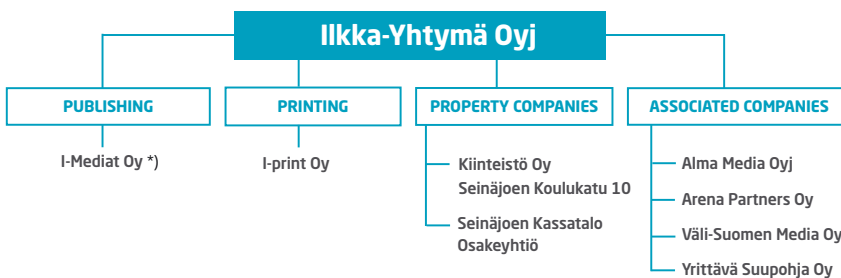 Ilkka-Yhtymä Oyj
PUBLISHING
I-Mediat Oy *)
PRINTING
I-print Oy
PROPERTY COMPANIES
Kiinteistö Oy
Seinäjoen Koulukatu 10
Seinäjoen Kassatalo
Osakeyhtiö
ASSOCIATED COMPANIES
Alma Media Oyj
Arena Partners Oy
Väli-Suomen Media Oy
Yrittävä Suupohja Oy